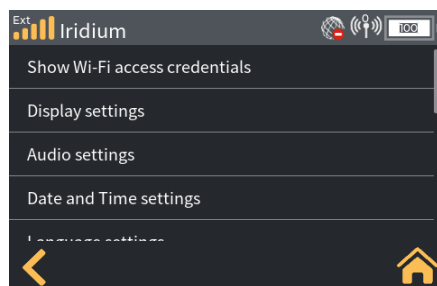 Ext
Iridium
100
Show Wi-Fi access credentials
Display settings
Audio settings
Date and Time settings